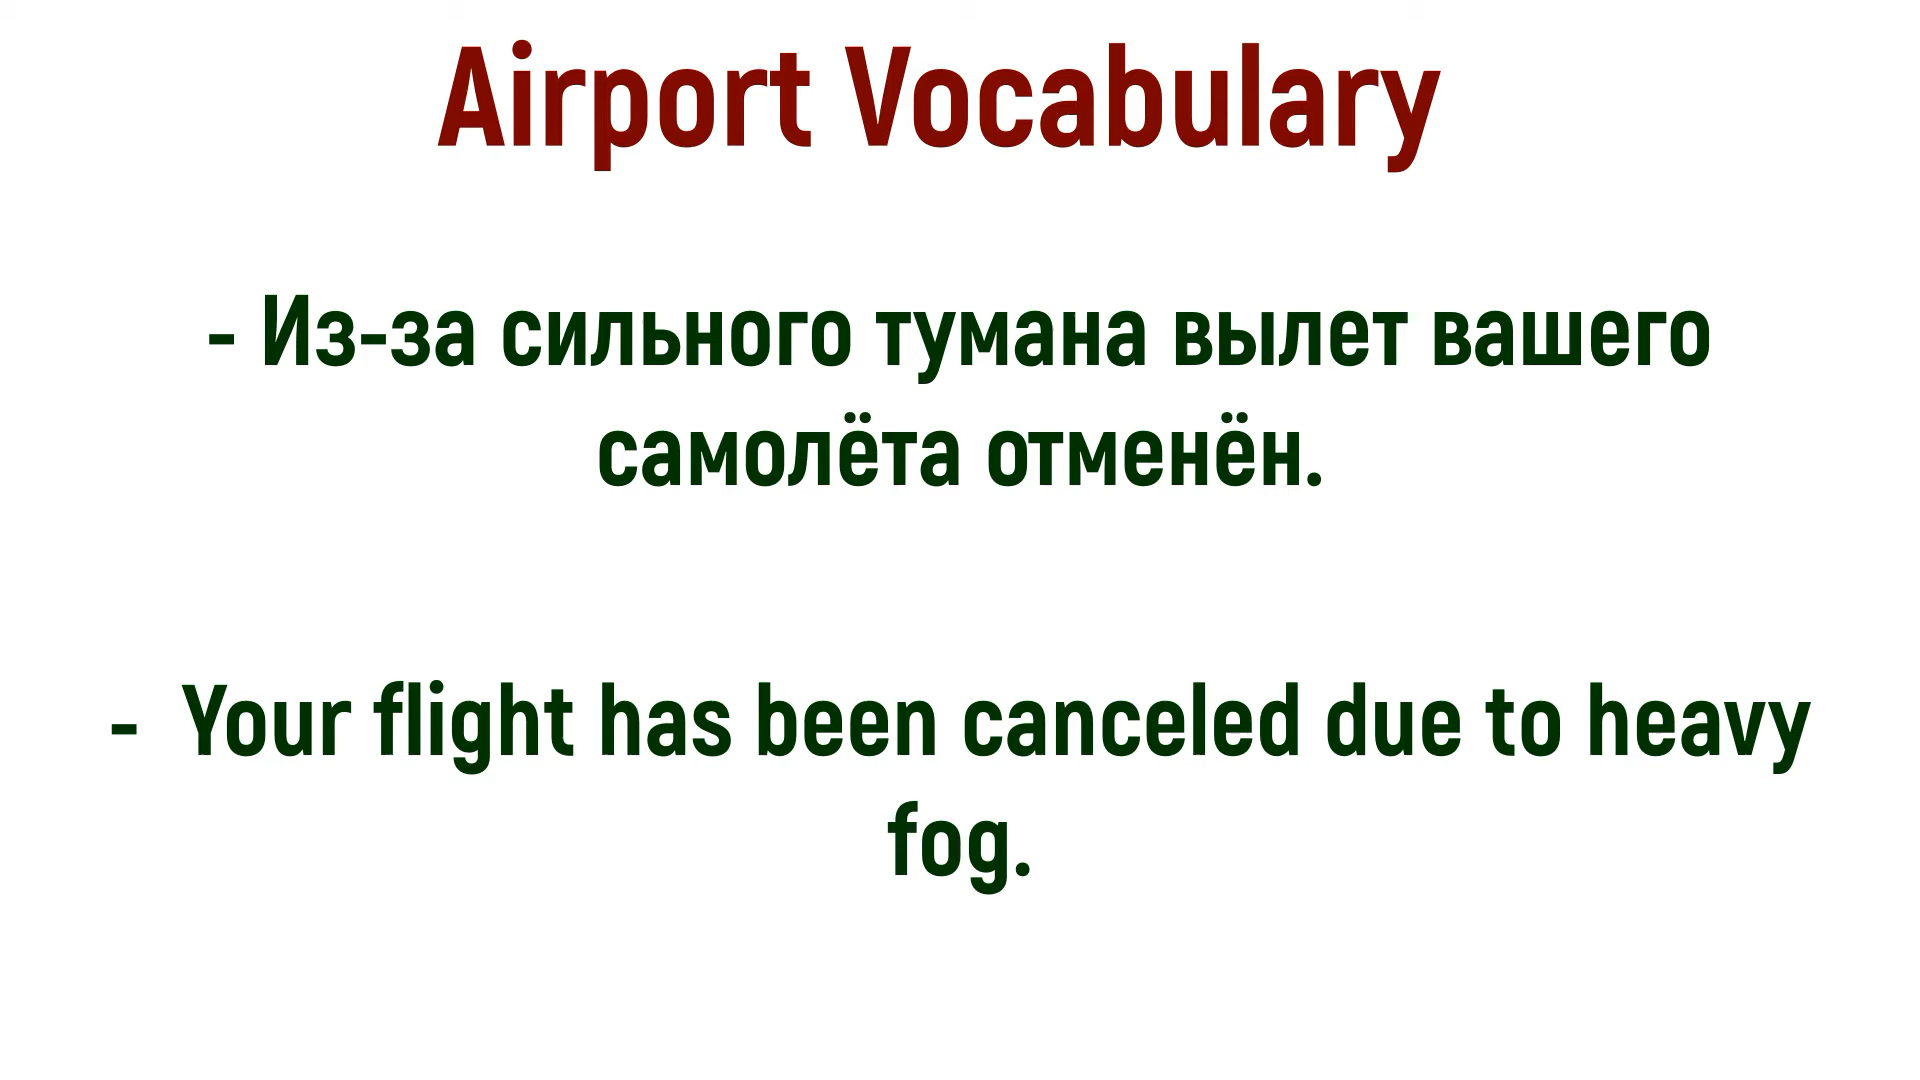 Airport Vocabulary
- Из-за сильного тумана вылет вашего
самолёта отменён.
- Your flight has been canceled due to heavy
fog.